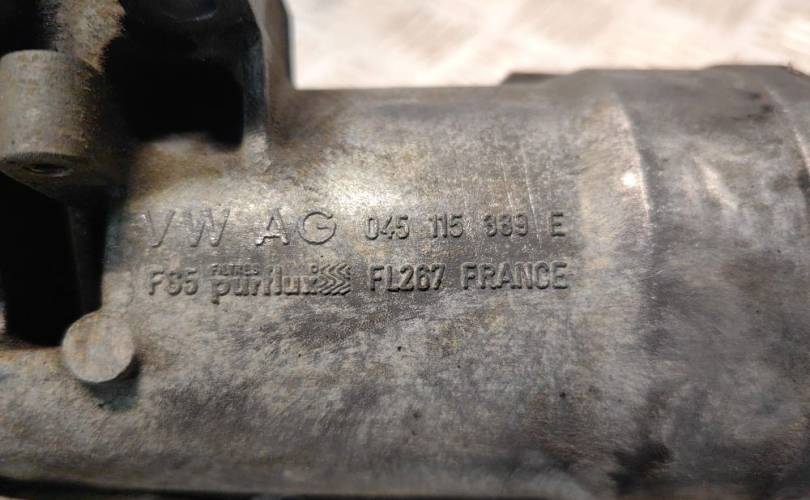 VW AG 045 115 389 E
F35 FILTRES purflux FL267 FRANCE